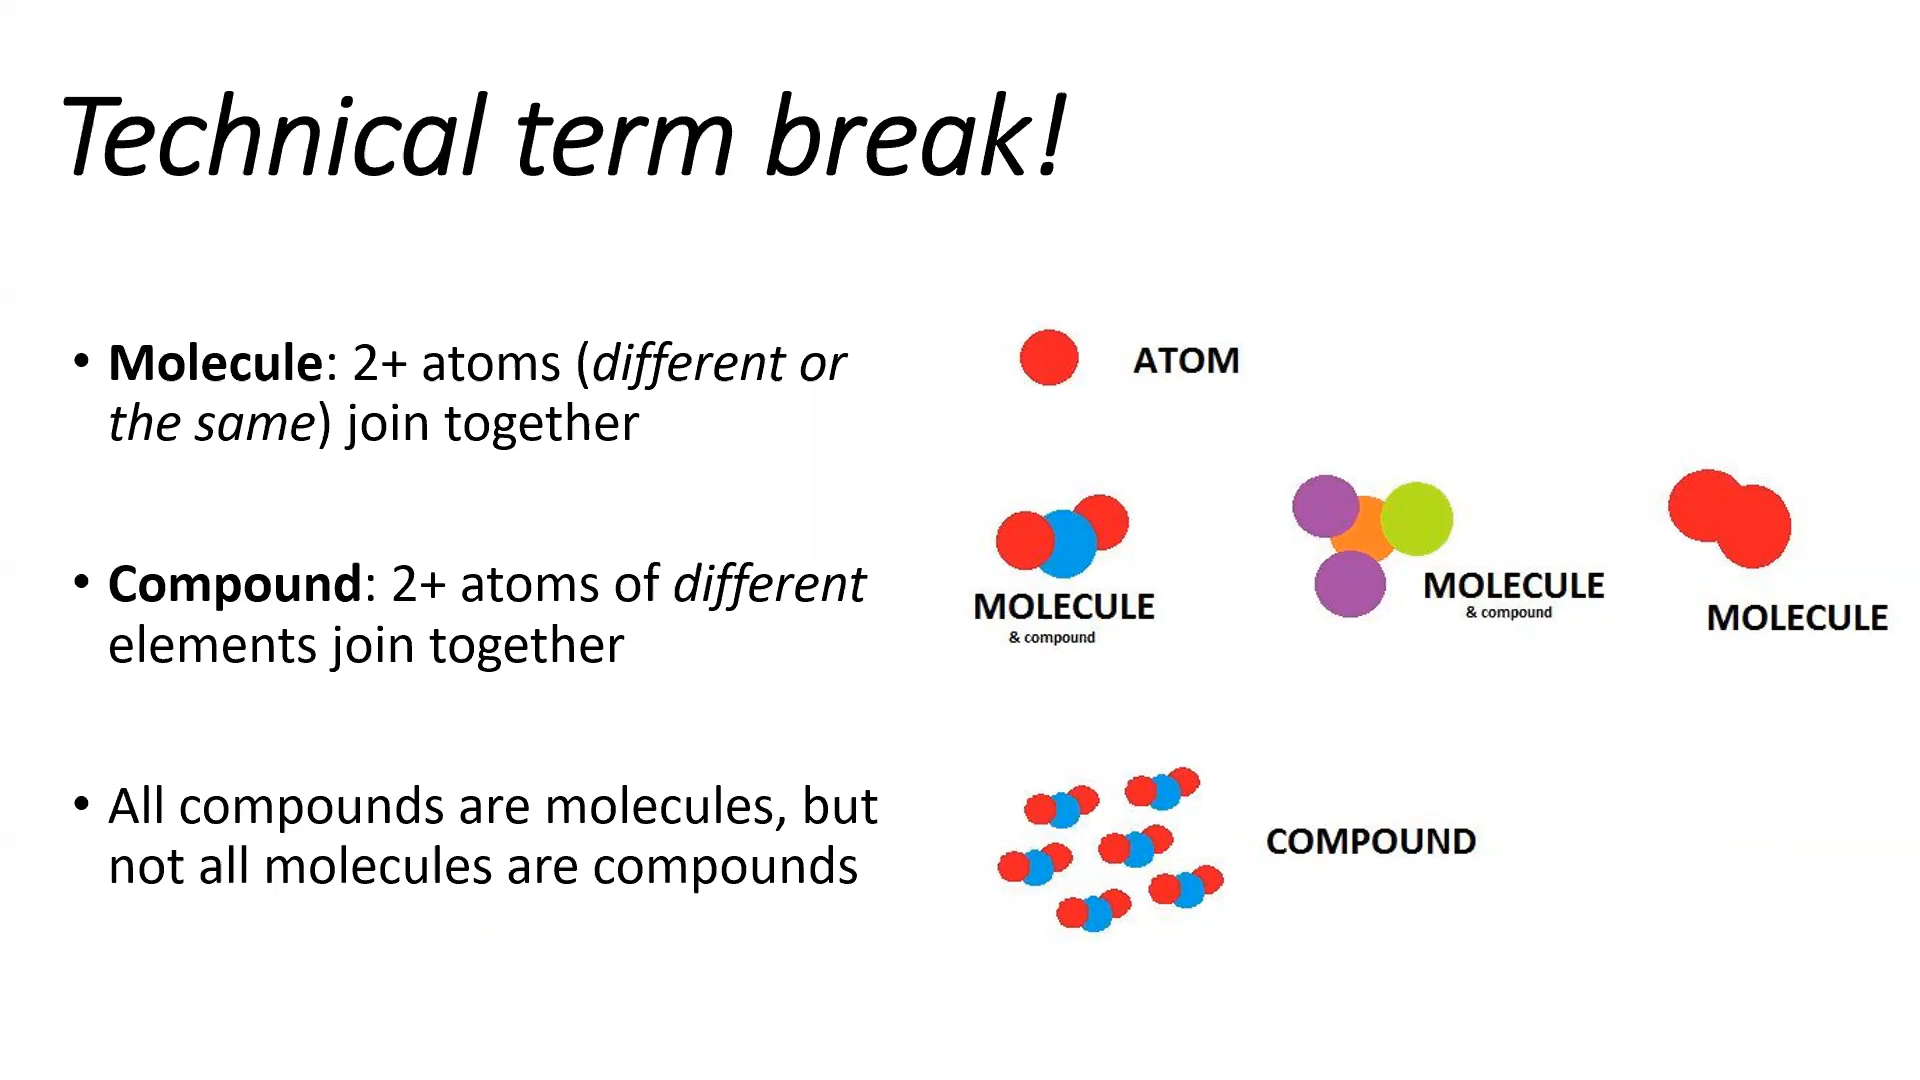 Technical term break!
• Molecule: 2+ atoms (different or
the same) join together
• Compound: 2+ atoms of different
elements join together
• All compounds are molecules, but
not all molecules are compounds
ATOM
MOLECULE
& compound
MOLECULE
& compound
MOLECULE
COMPOUND